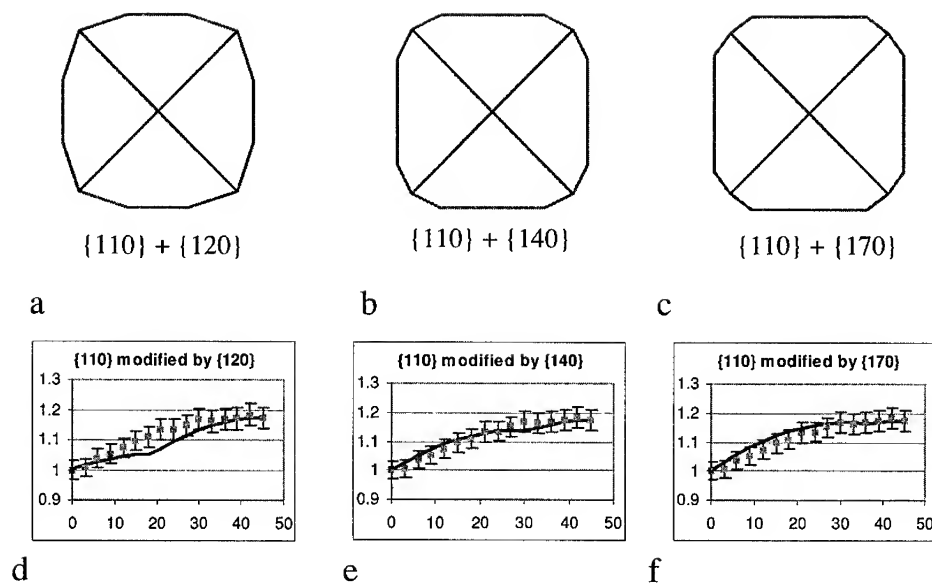 {110} + {120}
{110} + {140}
{110} + {170}
a
b
c
{110} modified by {120}
1.3
1.2
1.1
1
0.9
0
10
20
30
40
50
{110} modified by {140}
1.3
1.2
1.1
1
0.9
0
10
20
30
40
50
{110} modified by {170}
1.3
1.2
1.1
1
0.9
0
10
20
30
40
50
d
e
f